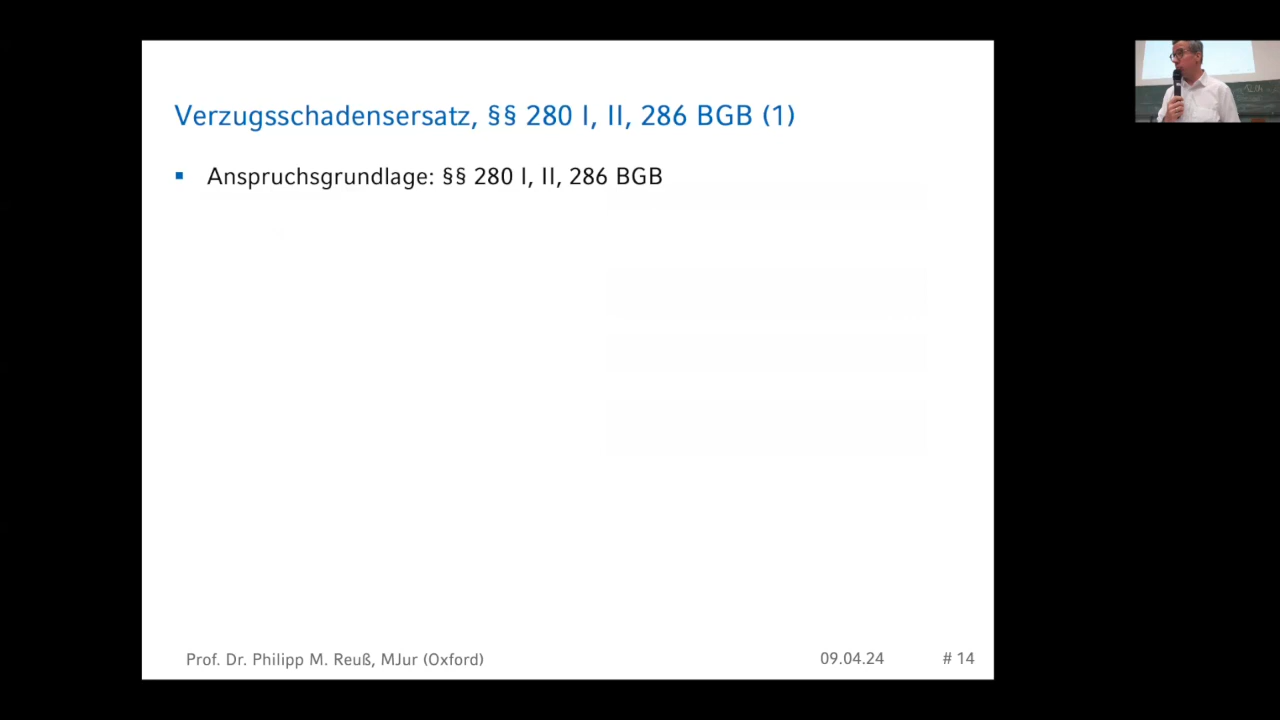 Verzugsschadensersatz, §§ 280 I, II, 286 BGB (1)
▪ Anspruchsgrundlage: §§ 280 I, II, 286 BGB
Prof. Dr. Philipp M. Reuß, MJur (Oxford)
09.04.24
# 14